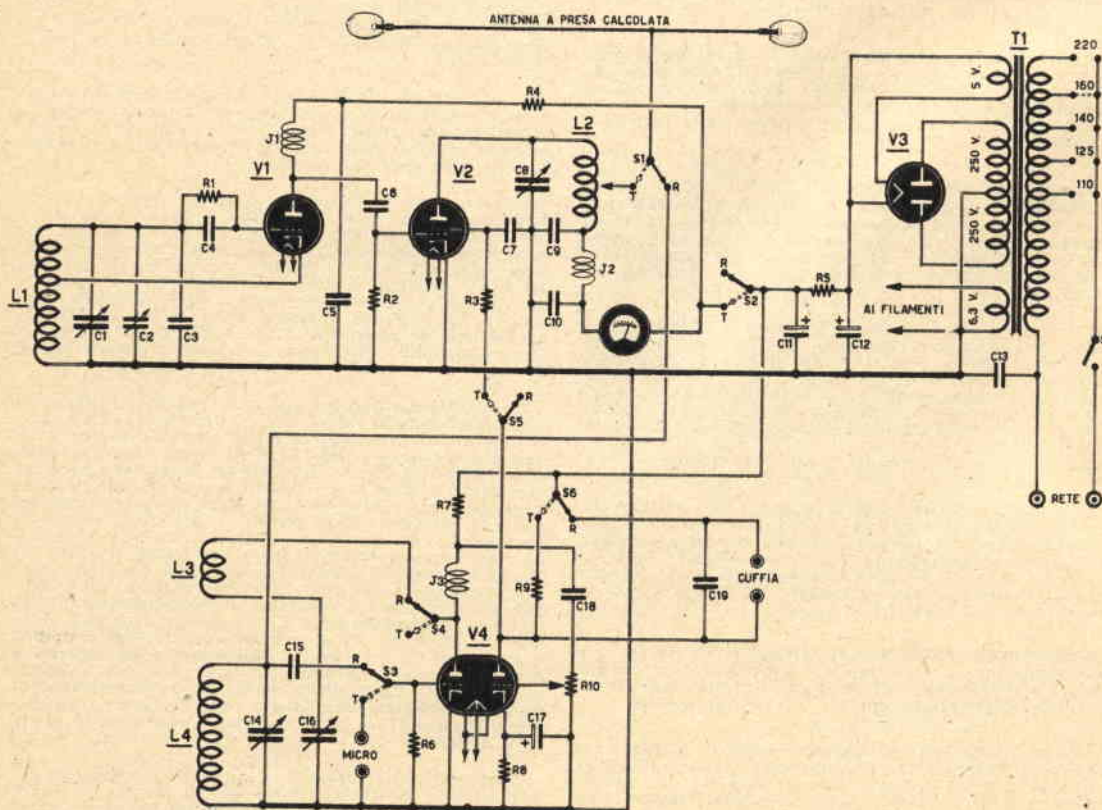 ANTENNA A PRESA CALCOLATA
T1
220
160
140
125
110
5 V.
250 V.
250 V.
6,3 V.
V3
R4
L2
J1
V1
V2
C8
S1
T
R
R1
C4
C6
C7
C9
J2
R
S2
T
R5
AI FILAMENTI
L1
C1
C2
C3
C5
R2
R3
C10
C11
C12
C13
S
T
R
S5
RETE
R7
S6
T
R
L3
J3
R9
C18
C19
CUFFIA
R
T
S4
V4
C15
R
S3
T
R10
L4
C14
C16
MICRO
R6
C17
R8